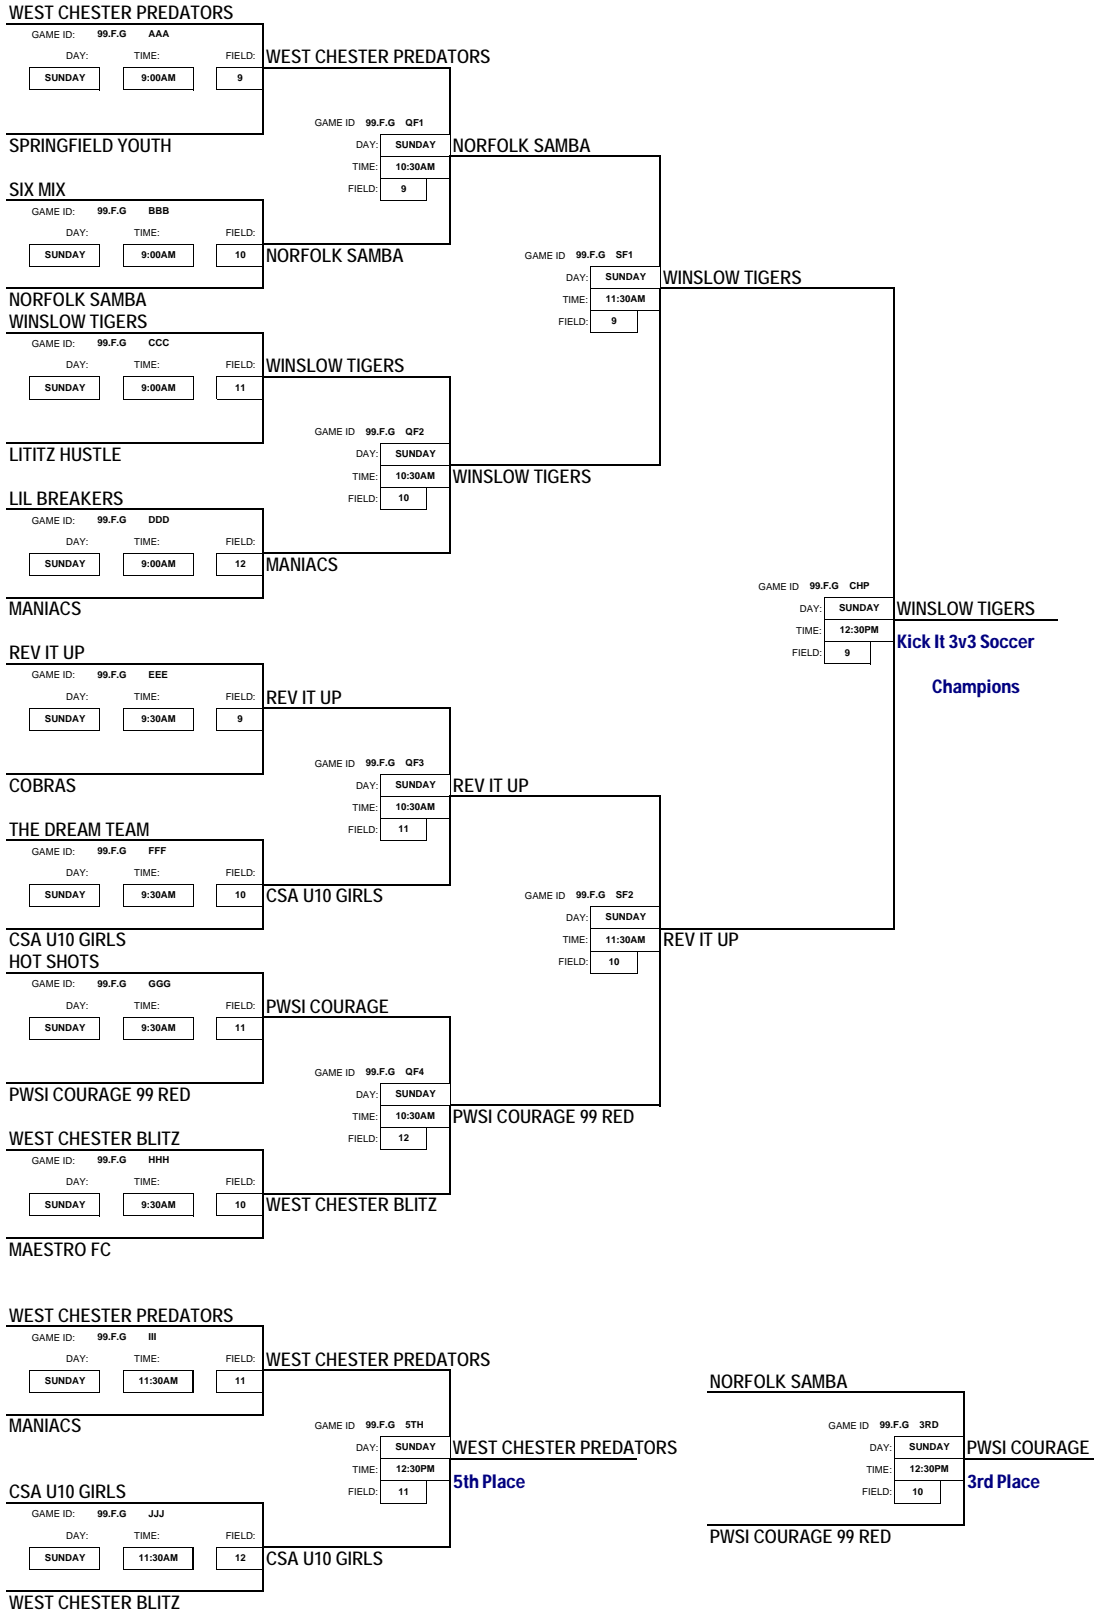 WEST CHESTER PREDATORS
GAME ID: 99.F.G AAA
DAY: TIME: FIELD:
SUNDAY 9:00AM 9
SPRINGFIELD YOUTH
SIX MIX
GAME ID: 99.F.G BBB
DAY: TIME: FIELD:
SUNDAY 9:00AM 10
NORFOLK SAMBA
WINSLOW TIGERS
GAME ID: 99.F.G CCC
DAY: TIME: FIELD:
SUNDAY 9:00AM 11
LITITZ HUSTLE
LIL BREAKERS
GAME ID: 99.F.G DDD
DAY: TIME: FIELD:
SUNDAY 9:00AM 12
MANIACS
REV IT UP
GAME ID: 99.F.G EEE
DAY: TIME: FIELD:
SUNDAY 9:30AM 9
COBRAS
THE DREAM TEAM
GAME ID: 99.F.G FFF
DAY: TIME: FIELD:
SUNDAY 9:30AM 10
CSA U10 GIRLS
HOT SHOTS
GAME ID: 99.F.G GGG
DAY: TIME: FIELD:
SUNDAY 9:30AM 11
PWSI COURAGE 99 RED
WEST CHESTER BLITZ
GAME ID: 99.F.G HHH
DAY: TIME: FIELD:
SUNDAY 9:30AM 10
MAESTRO FC
WEST CHESTER PREDATORS
GAME ID 99.F.G QF1
DAY: SUNDAY
TIME: 10:30AM
FIELD: 9
NORFOLK SAMBA
WINSLOW TIGERS
GAME ID 99.F.G QF2
DAY: SUNDAY
TIME: 10:30AM
FIELD: 10
MANIACS
REV IT UP
GAME ID 99.F.G QF3
DAY: SUNDAY
TIME: 10:30AM
FIELD: 11
CSA U10 GIRLS
PWSI COURAGE
GAME ID 99.F.G QF4
DAY: SUNDAY
TIME: 10:30AM
FIELD: 12
WEST CHESTER BLITZ
NORFOLK SAMBA
GAME ID 99.F.G SF1
DAY: SUNDAY
TIME: 11:30AM
FIELD: 9
WINSLOW TIGERS
REV IT UP
GAME ID 99.F.G SF2
DAY: SUNDAY
TIME: 11:30AM
FIELD: 10
PWSI COURAGE 99 RED
WINSLOW TIGERS
GAME ID 99.F.G CHP
DAY: SUNDAY
TIME: 12:30PM
FIELD: 9
REV IT UP
WINSLOW TIGERS
Kick It 3v3 Soccer
Champions
WEST CHESTER PREDATORS
GAME ID: 99.F.G III
DAY: TIME: FIELD:
SUNDAY 11:30AM 11
MANIACS
CSA U10 GIRLS
GAME ID: 99.F.G JJJ
DAY: TIME: FIELD:
SUNDAY 11:30AM 12
WEST CHESTER BLITZ
WEST CHESTER PREDATORS
GAME ID 99.F.G 5TH
DAY: SUNDAY
TIME: 12:30PM
FIELD: 11
CSA U10 GIRLS
WEST CHESTER PREDATORS
5th Place
NORFOLK SAMBA
GAME ID 99.F.G 3RD
DAY: SUNDAY
TIME: 12:30PM
FIELD: 10
PWSI COURAGE 99 RED
PWSI COURAGE
3rd Place